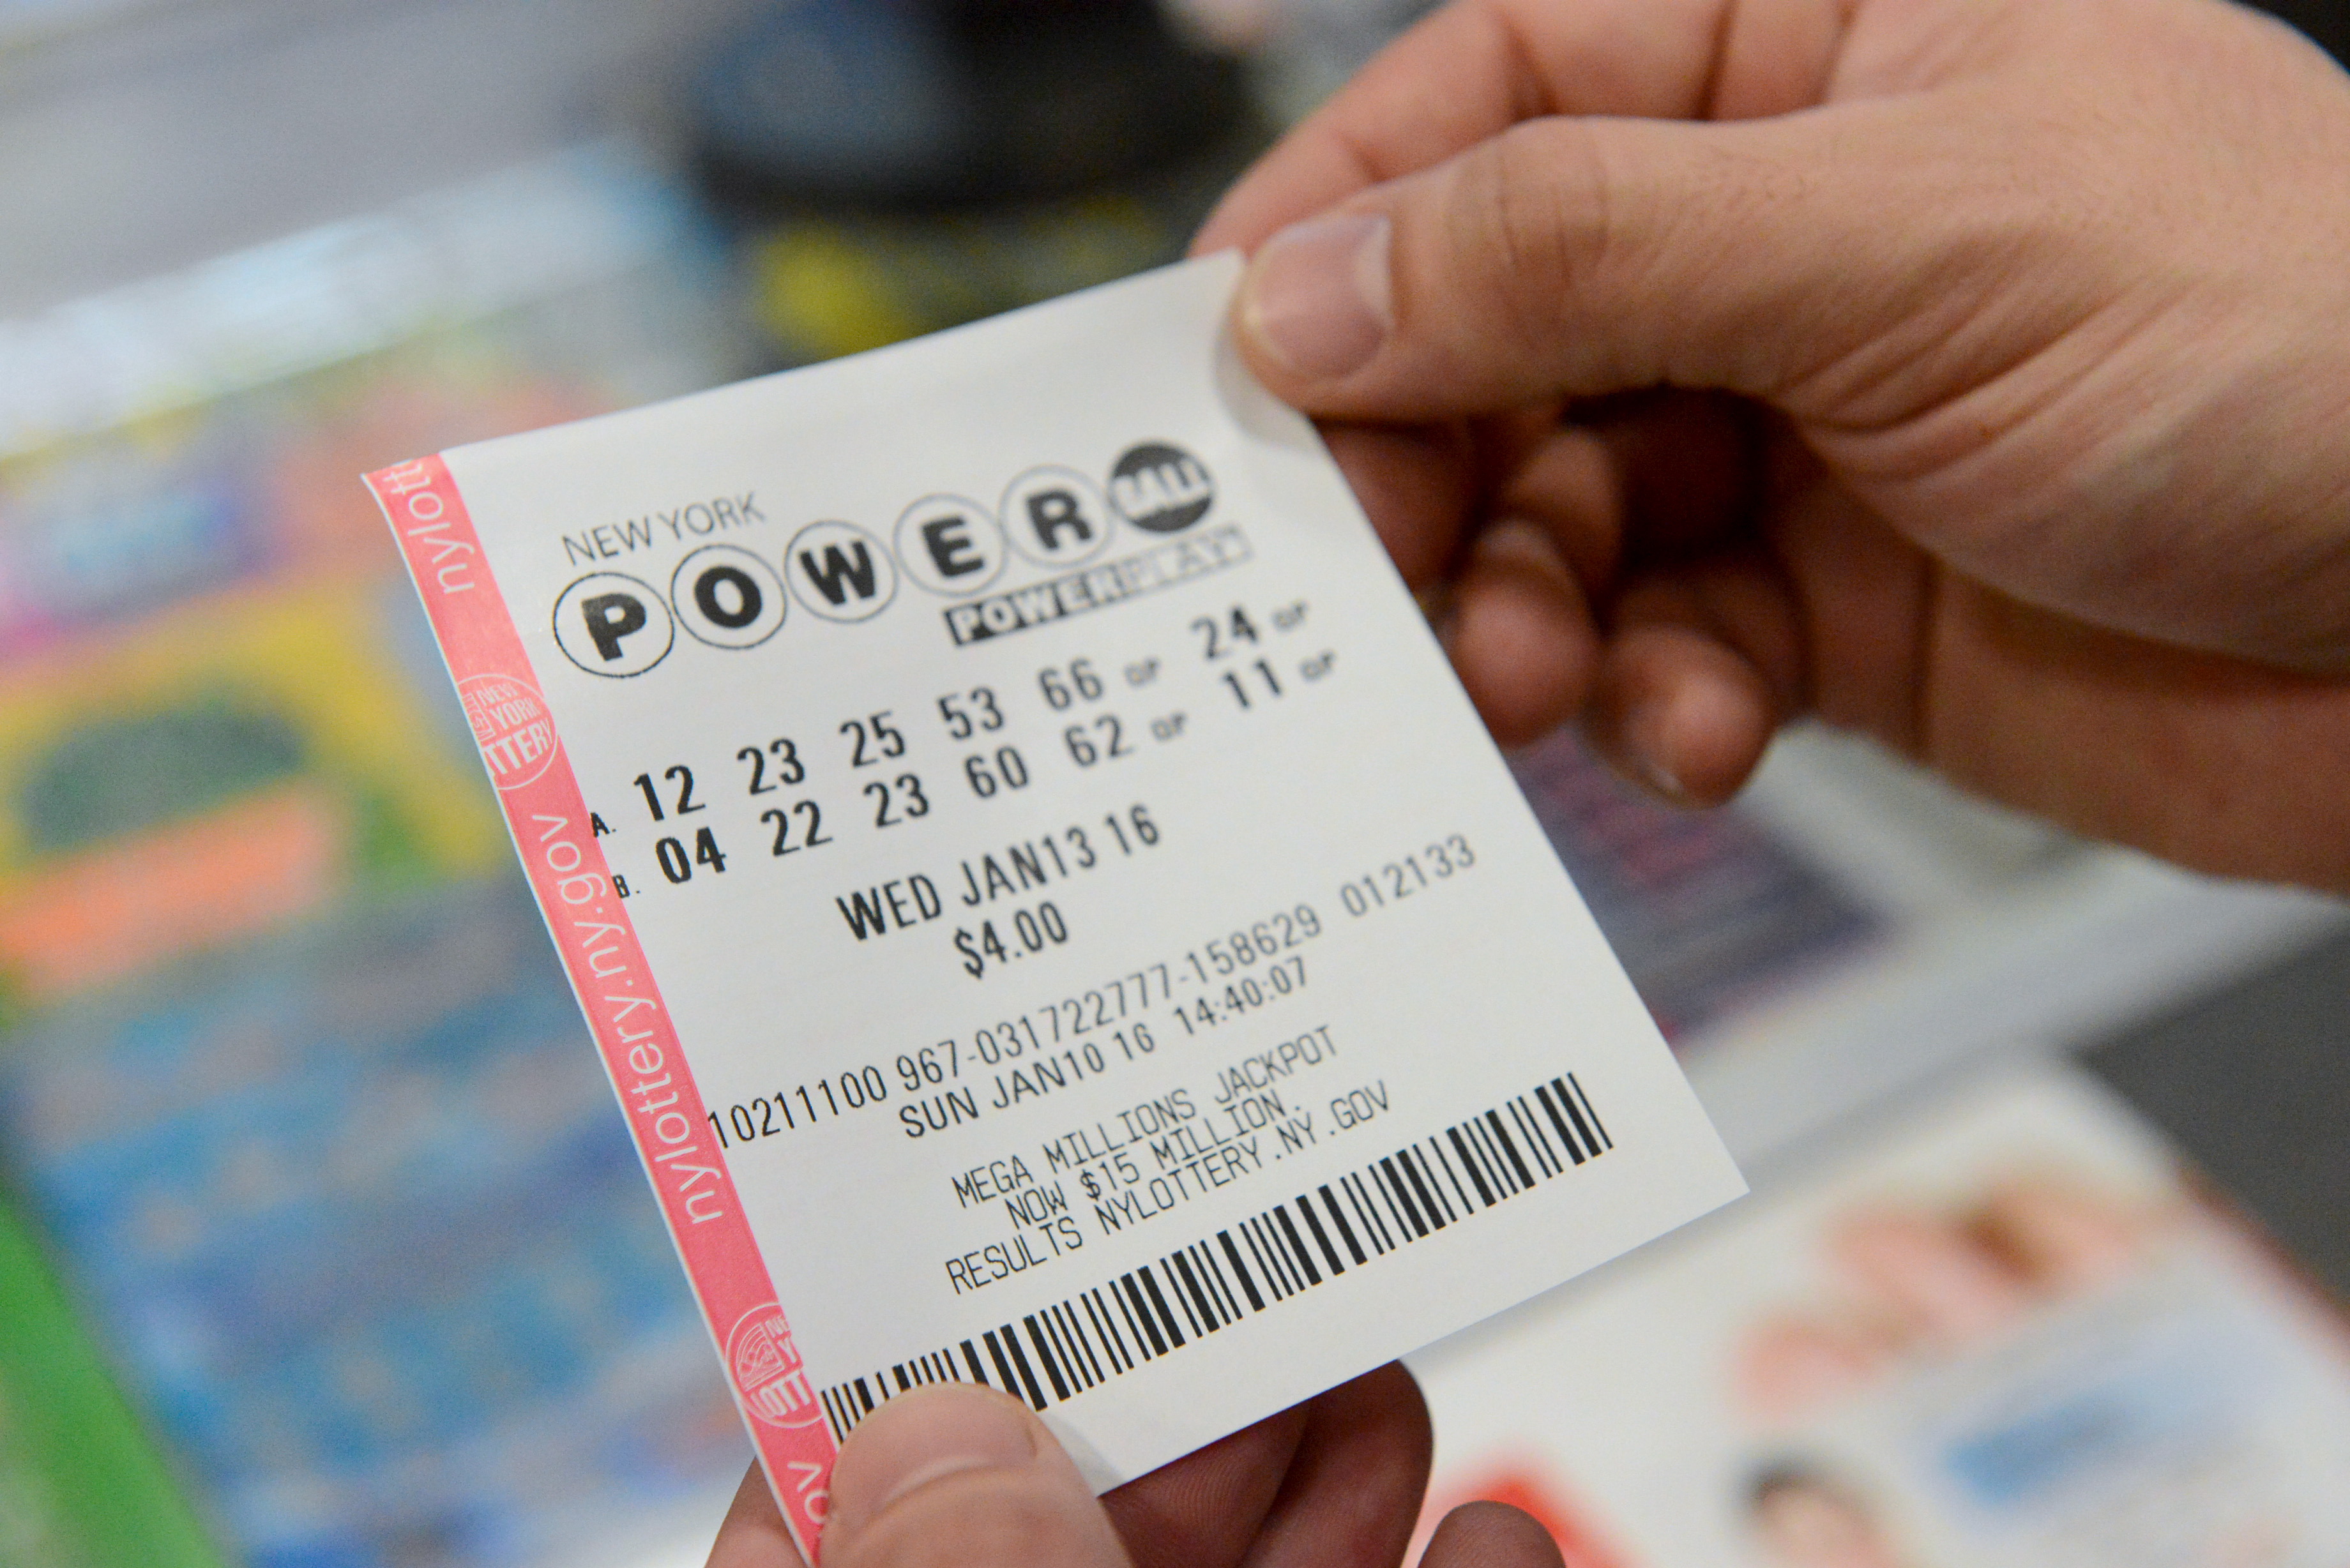 NEW YORK
POWER BALL
POWERPLAY
A. 12 23 25 53 66 QP 24 QP
B. 04 22 23 60 62 QP 11 QP
WED JAN13 16
$4.00
10211100 967-031722777-158629 012133
SUN JAN10 16 14:40:07
MEGA MILLIONS JACKPOT
NOW $15 MILLION.
RESULTS NYLOTTERY.NY.GOV
nylott
NEW
YORK
nylottery.ny.gov